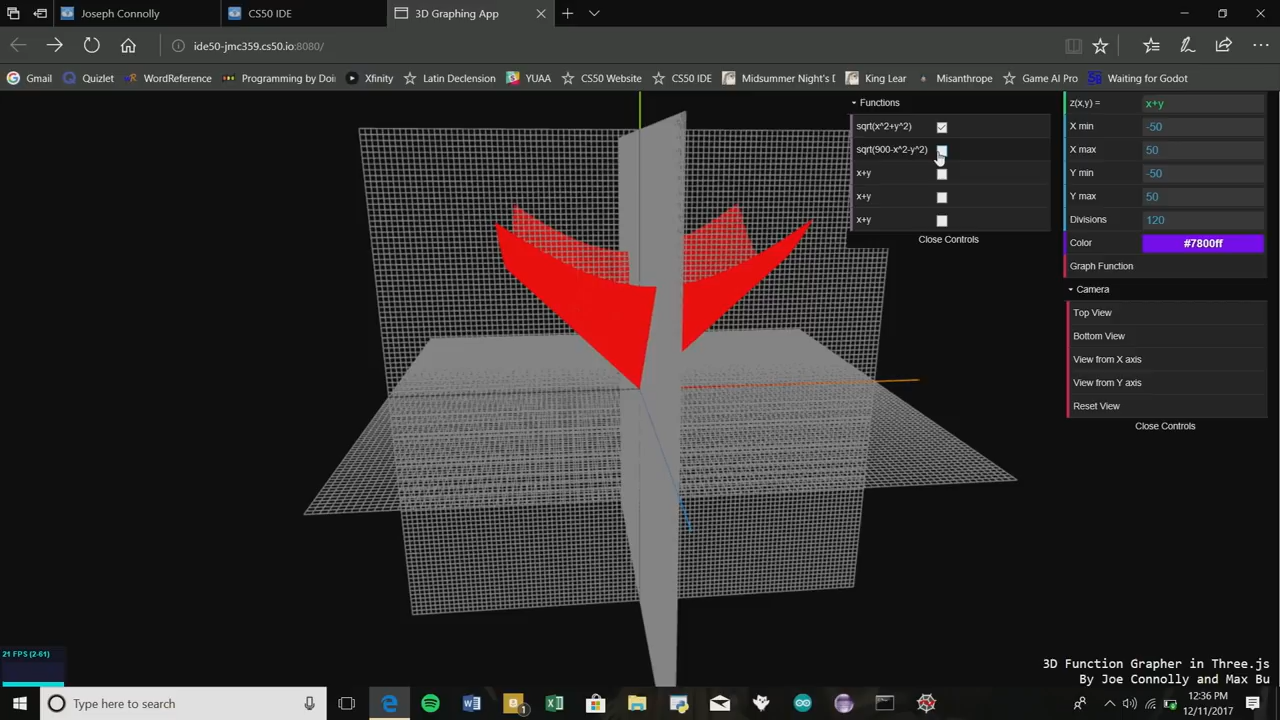 Joseph Connolly
CS50 IDE
3D Graphing App
ide50-jmc359.cs50.io:8080/
Gmail
Quizlet
WordReference
Programming by Doi
Xfinity
Latin Declension
YUAA
CS50 Website
CS50 IDE
Midsummer Night's D
King Lear
Misanthrope
Game AI Pro
Waiting for Godot
Functions
sqrt(x^2+y^2)
sqrt(900-x^2-y^2)
x+y
x+y
x+y
Close Controls
z(x,y) = x+y
X min -50
X max 50
Y min -50
Y max 50
Divisions 120
Color #7800ff
Graph Function
Camera
Top View
Bottom View
View from X axis
View from Y axis
Reset View
Close Controls
21 FPS (2-61)
3D Function Grapher in Three.js
By Joe Connolly and Max Bu
Type here to search
12:36 PM
12/11/2017